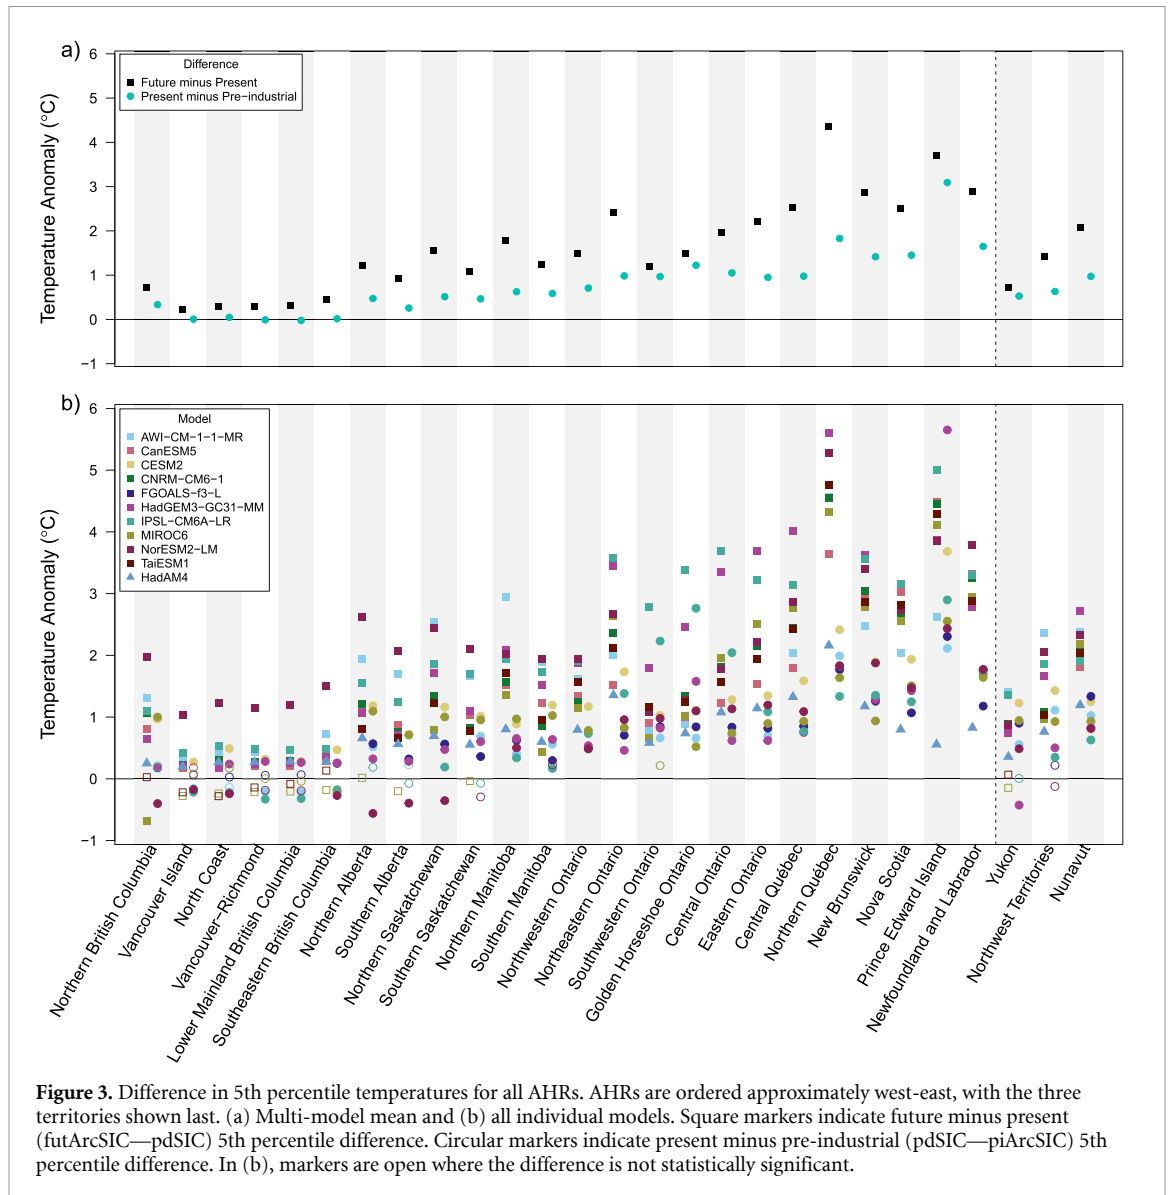 a)
Temperature Anomaly (°C)
6
5
4
3
2
1
0
−1
Difference
Future minus Present
Present minus Pre−industrial
b)
Temperature Anomaly (°C)
6
5
4
3
2
1
0
−1
Model
AWI−CM−1−1−MR
CanESM5
CESM2
CNRM−CM6−1
FGOALS−f3−L
HadGEM3−GC31−MM
IPSL−CM6A−LR
MIROC6
NorESM2−LM
TaiESM1
HadAM4
Northern British Columbia
Vancouver Island
North Coast
Vancouver−Richmond
Lower Mainland British Columbia
Southeastern British Columbia
Northern Alberta
Southern Alberta
Northern Saskatchewan
Southern Saskatchewan
Northern Manitoba
Southern Manitoba
Northwestern Ontario
Northeastern Ontario
Southwestern Ontario
Golden Horseshoe Ontario
Central Ontario
Eastern Ontario
Central Québec
Northern Québec
New Brunswick
Nova Scotia
Prince Edward Island
Newfoundland and Labrador
Yukon
Northwest Territories
Nunavut
Figure 3. Difference in 5th percentile temperatures for all AHRs. AHRs are ordered approximately west-east, with the three
territories shown last. (a) Multi-model mean and (b) all individual models. Square markers indicate future minus present
(futArcSIC—pdSIC) 5th percentile difference. Circular markers indicate present minus pre-industrial (pdSIC—piArcSIC) 5th
percentile difference. In (b), markers are open where the difference is not statistically significant.